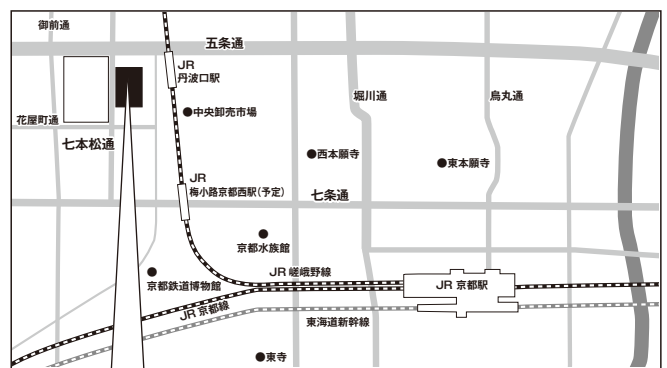 御前通
五条通
JR
丹波口駅
堀川通
烏丸通
中央卸売市場
花屋町通
七本松通
西本願寺
東本願寺
JR
梅小路京都西駅(予定)
七条通
京都水族館
JR 嵯峨野線
京都鉄道博物館
JR 京都駅
JR 京都線
東海道新幹線
東寺